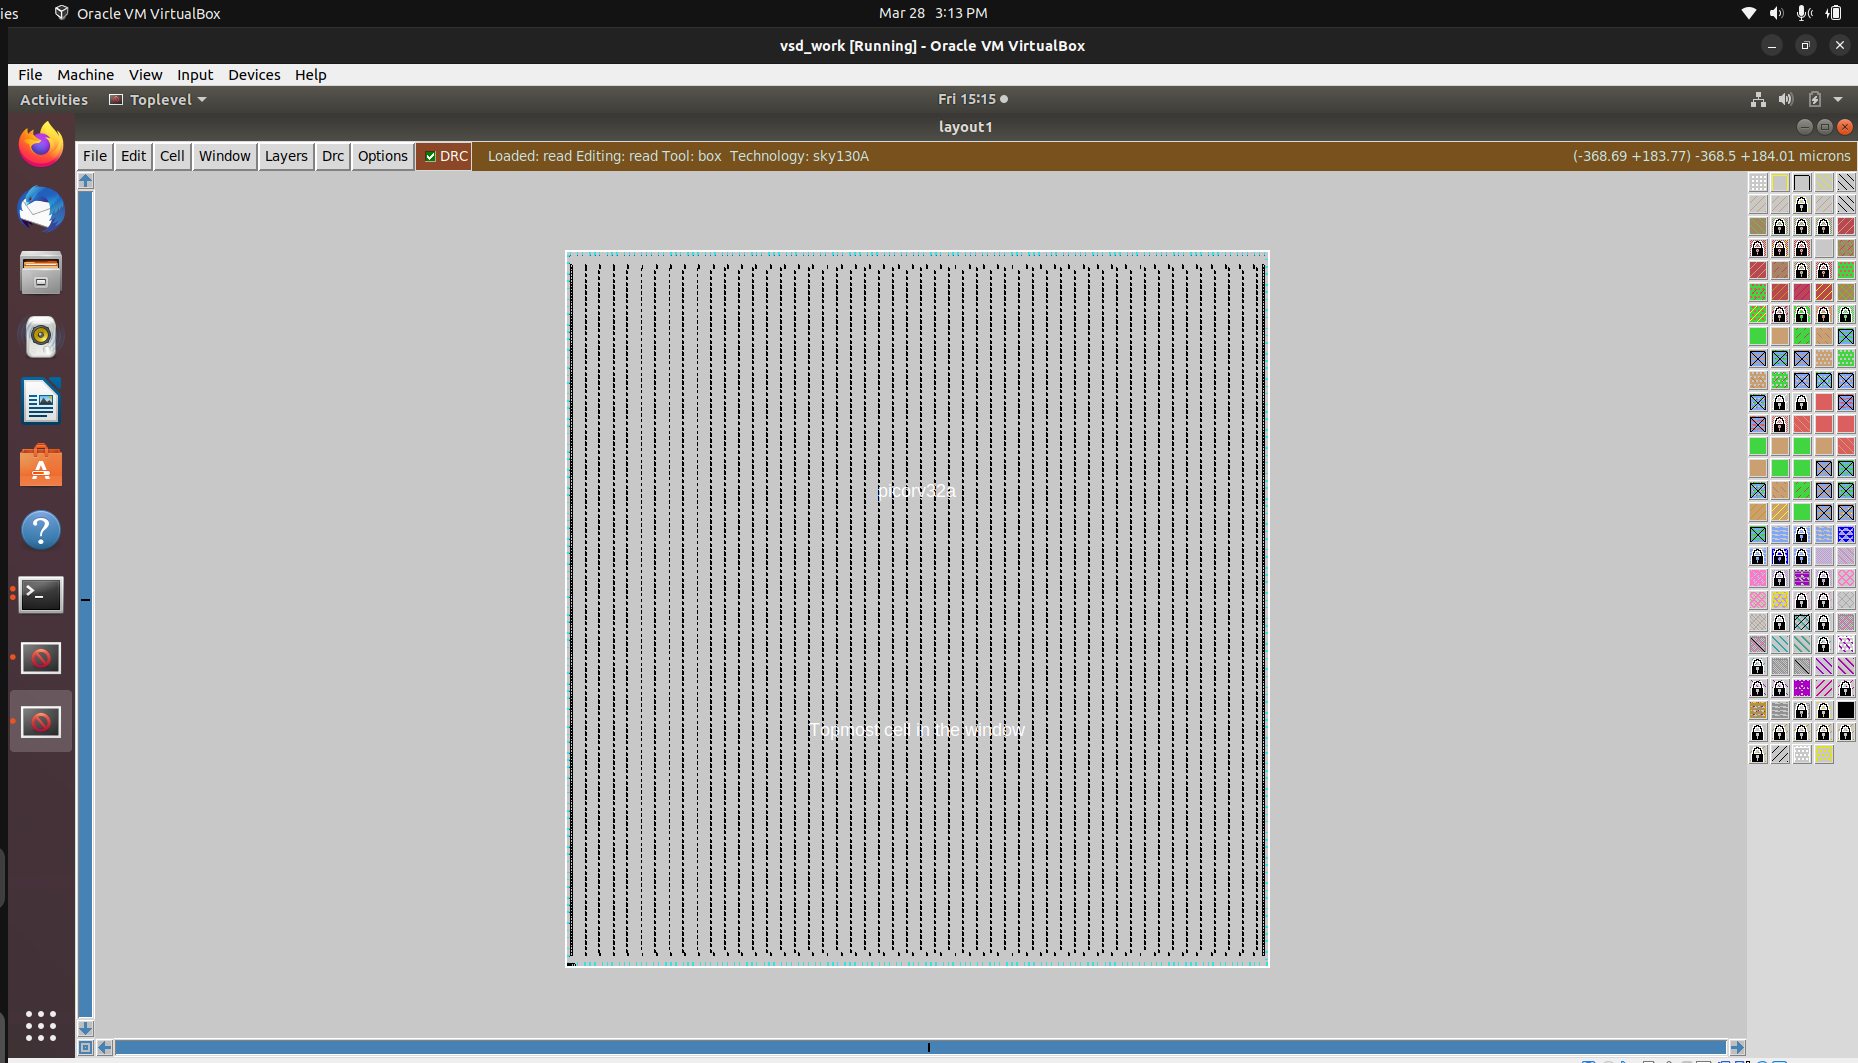 ies Oracle VM VirtualBox Mar 28 3:13 PM
vsd_work [Running] - Oracle VM VirtualBox
File Machine View Input Devices Help
Activities Toplevel Fri 15:15
layout1
File Edit Cell Window Layers Drc Options DRC Loaded: read Editing: read Tool: box Technology: sky130A (-368.69 +183.77) -368.5 +184.01 microns
picorv32a
Topmost cell in the window